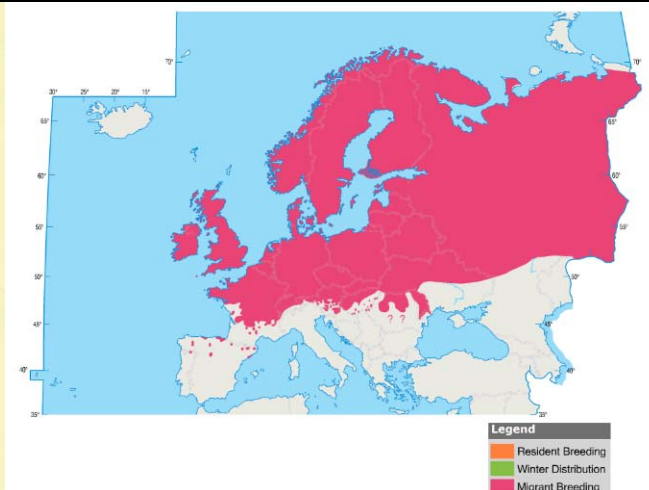 70° 70°
30° 25° 20° 15°
65° 65°
60° 60°
55° 55°
50° 50°
? ?
45° 45°
40° 40°
35° 35°
Legend
Resident Breeding
Winter Distribution
Migrant Breeding